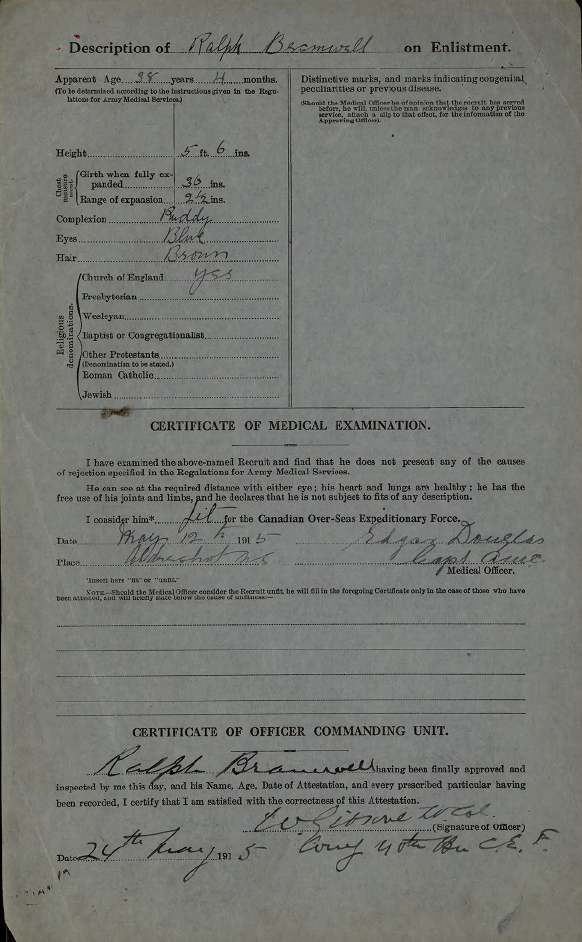 Description of Ralph Bramwell on Enlistment.
Apparent Age 38 years 4 months.
(To be determined according to the instructions given in the Regulations for Army Medical Services.)
Height 5 ft. 6 ins.
Chest measurement.
Girth when fully expanded 36 ins.
Range of expansion 2½ ins.
Complexion Ruddy
Eyes Blue
Hair Brown
Religious denominations.
Church of England yes
Presbyterian
Wesleyan
Baptist or Congregationalist
Other Protestants
(Denomination to be stated.)
Roman Catholic
Jewish
Distinctive marks, and marks indicating congenital
peculiarities or previous disease.
(Should the Medical Officer be of opinion that the recruit has served
before, he will, unless the man acknowledges to any previous
service, attach a slip to that effect, for the information of the
Approving Officer).
CERTIFICATE OF MEDICAL EXAMINATION.
I have examined the above-named Recruit and find that he does not present any of the causes
of rejection specified in the Regulations for Army Medical Services.
He can see at the required distance with either eye; his heart and lungs are healthy; he has the
free use of his joints and limbs, and he declares that he is not subject to fits of any description.
I consider him* fit for the Canadian Over-Seas Expeditionary Force.
Date May 12th 1915 Edgar Douglas
Place Aldershot N.S. Capt AMC.
Medical Officer.
*Insert here "fit" or "unfit."
NOTE.—Should the Medical Officer consider the Recruit unfit, he will fill in the foregoing Certificate only in the case of those who have
been attested, and will briefly state below the cause of unfitness:—
CERTIFICATE OF OFFICER COMMANDING UNIT.
Ralph Bramwell having been finally approved and
inspected by me this day, and his Name, Age, Date of Attestation, and every prescribed particular having
been recorded, I certify that I am satisfied with the correctness of this Attestation.
(Signature of Officer)
Date 24th May 1915 C.E.F.